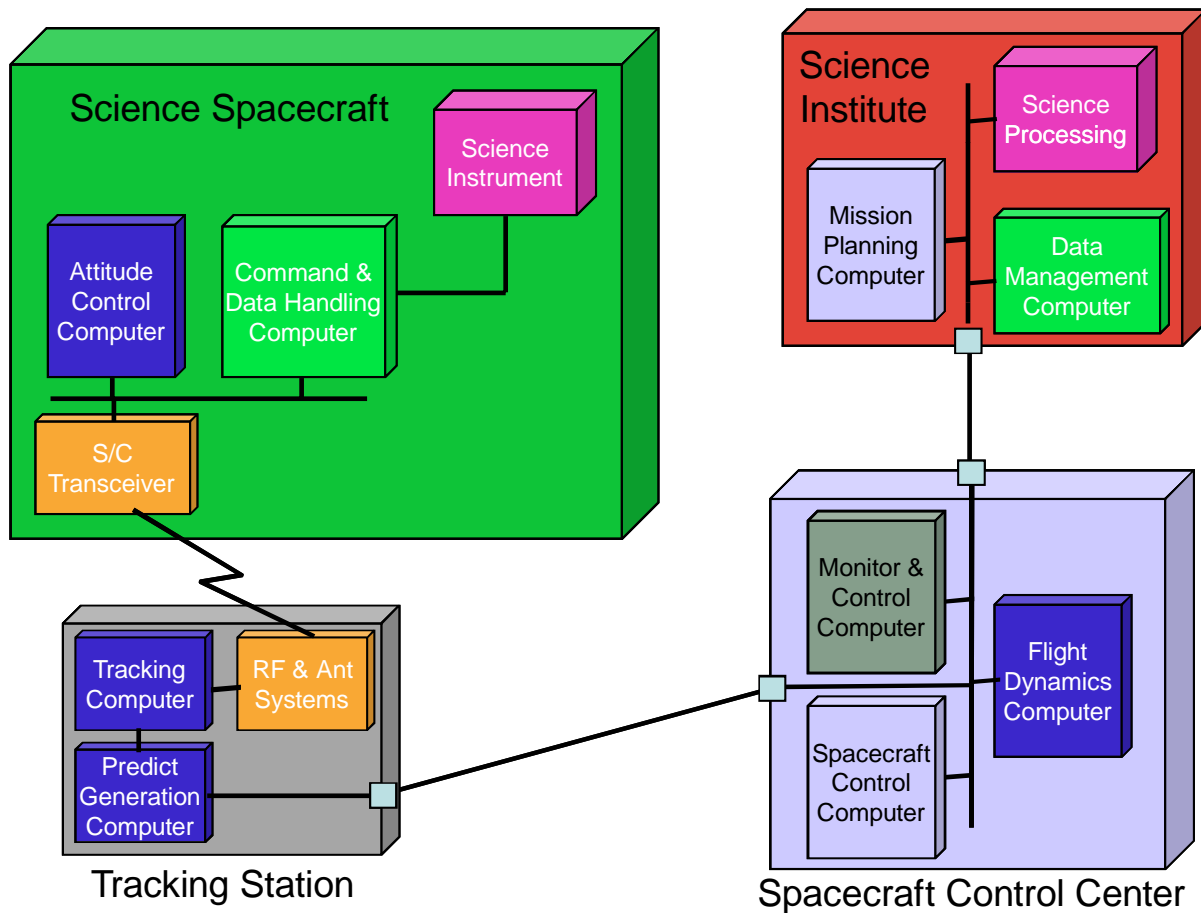 Science Spacecraft
Science
Instrument
Attitude
Control
Computer
Command &
Data Handling
Computer
S/C
Transceiver
Science
Institute
Science
Processing
Mission
Planning
Computer
Data
Management
Computer
Tracking
Computer
RF & Ant
Systems
Predict
Generation
Computer
Tracking Station
Monitor &
Control
Computer
Flight
Dynamics
Computer
Spacecraft
Control
Computer
Spacecraft Control Center